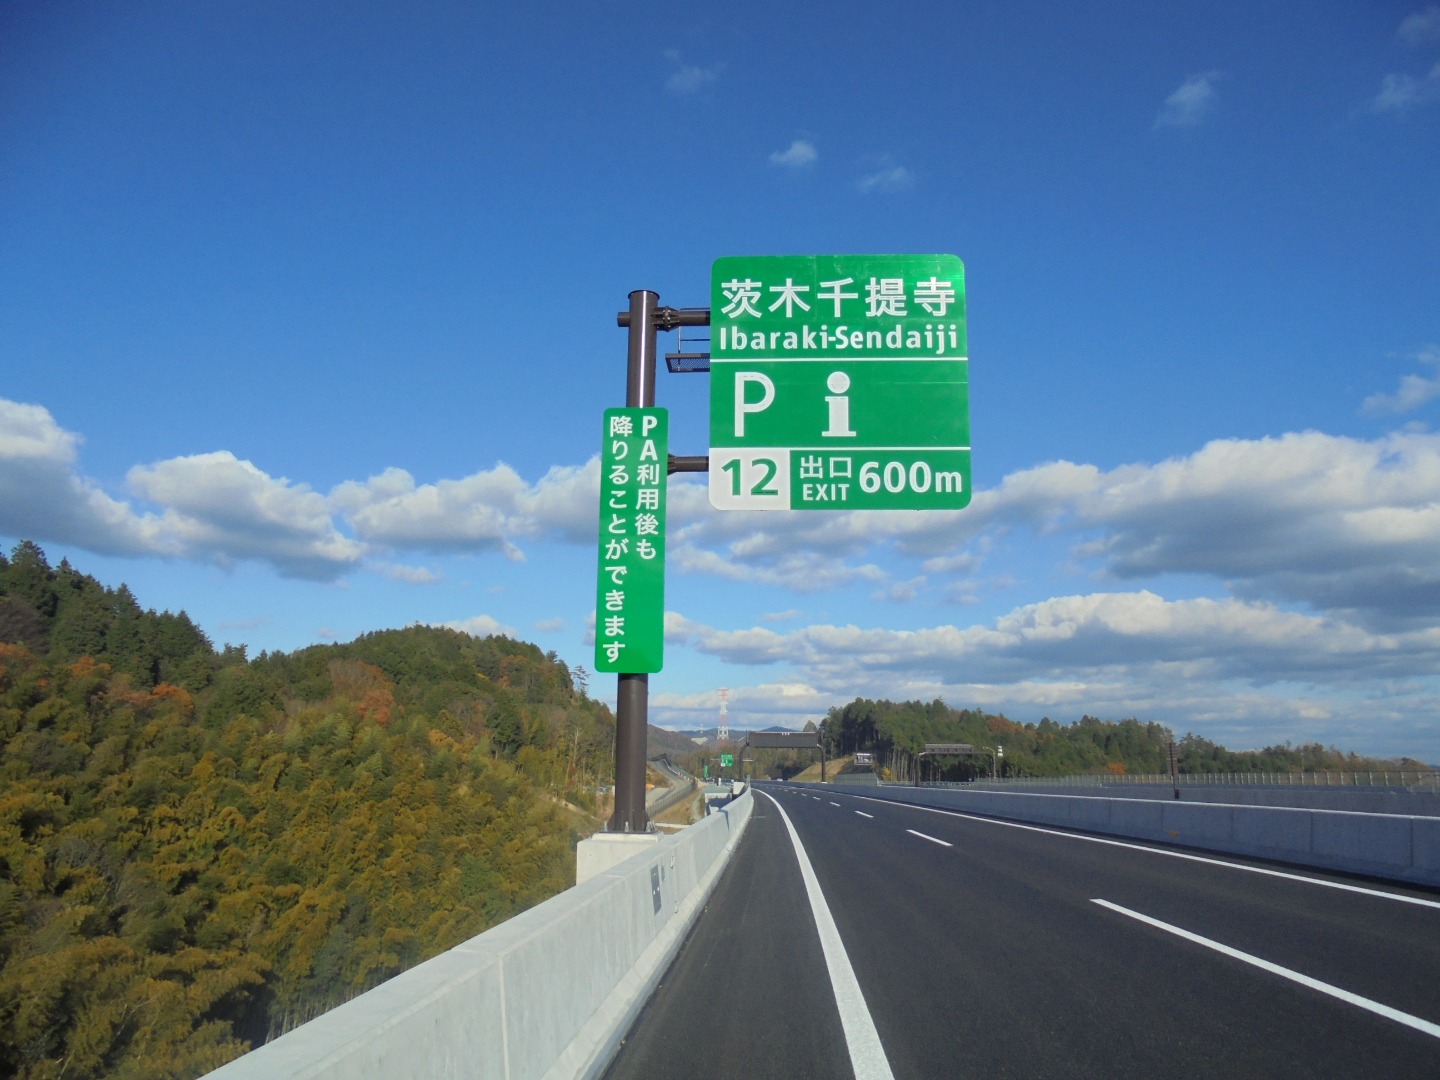 茨木千提寺
Ibaraki-Sendaiji
P i
12 出口 EXIT 600m
PA利用後も
降りることができます